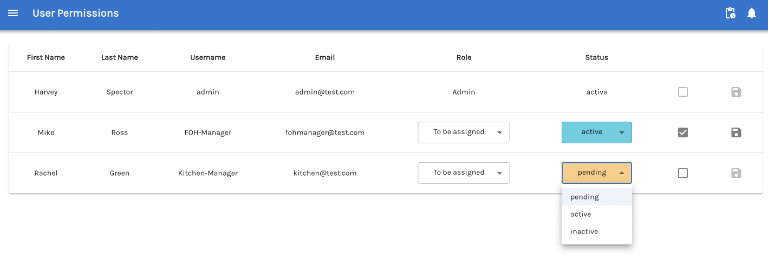 User Permissions
First Name Last Name Username Email Role Status
Harvey Spector admin admin@test.com Admin active
Mike Ross FOH-Manager fohmanager@test.com To be assigned active
Rachel Green Kitchen-Manager kitchen@test.com To be assigned pending
pending
active
inactive